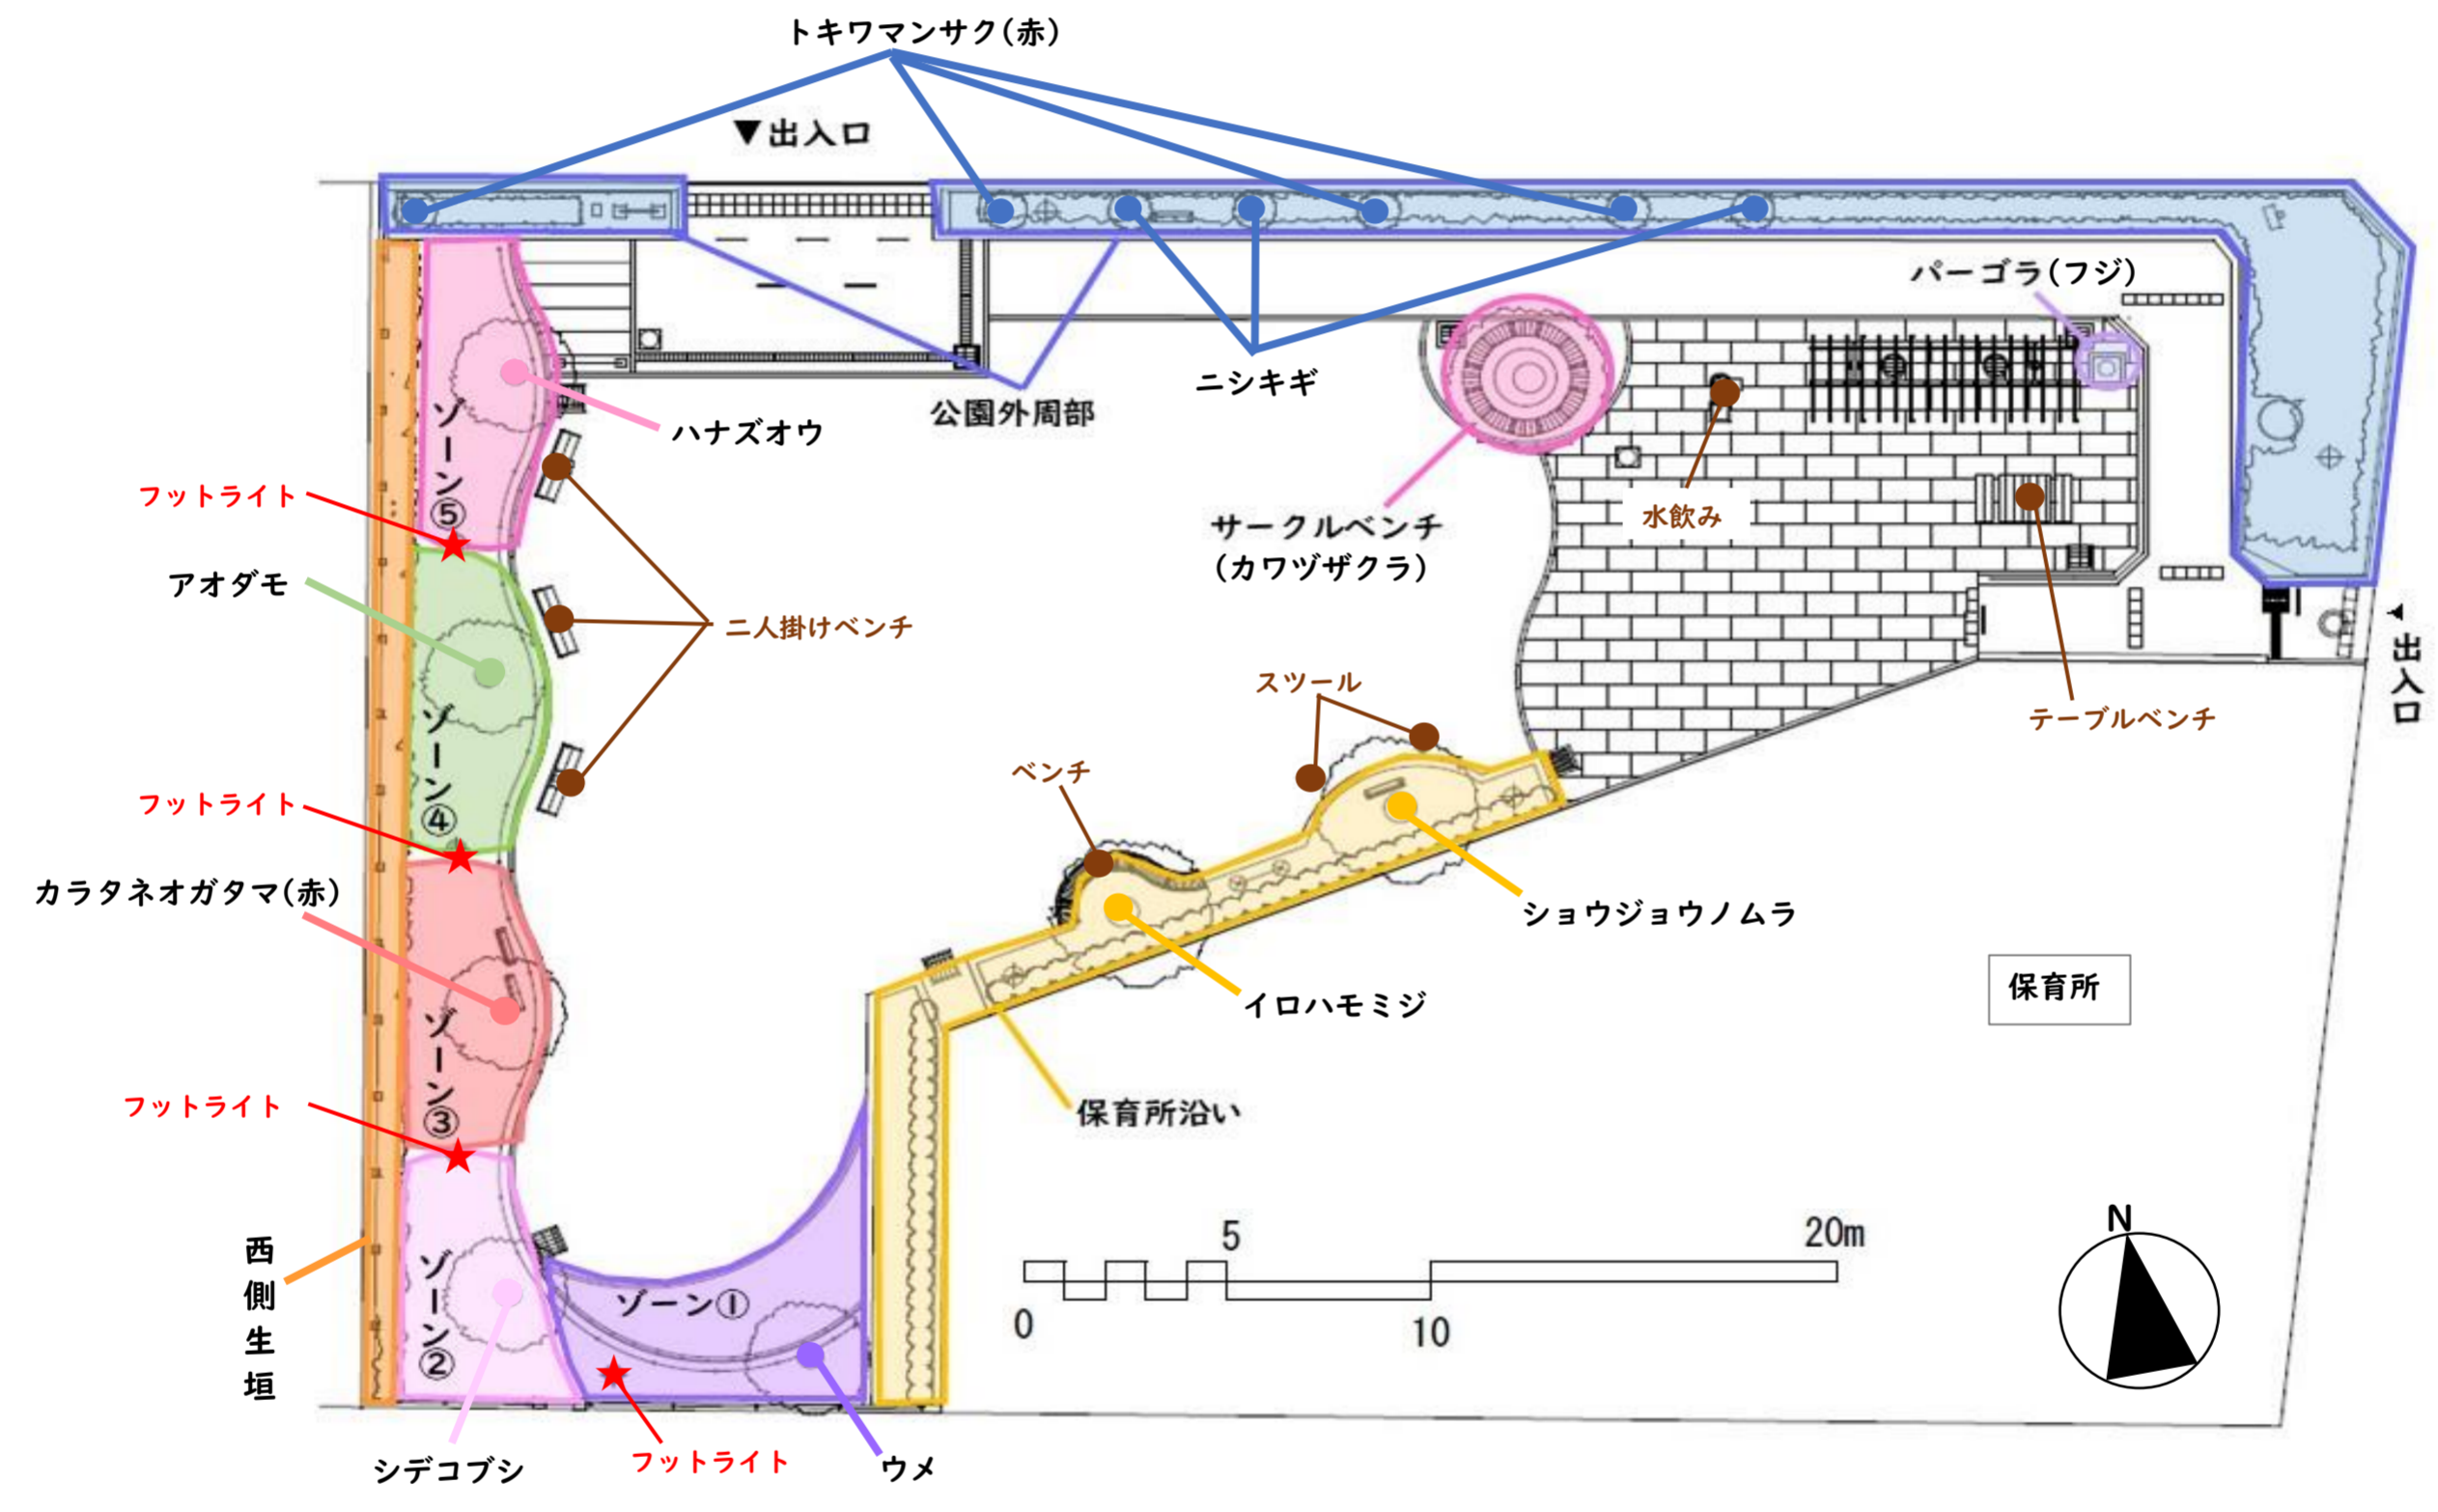 トキワマンサク(赤)
▼出入口
パーゴラ(フジ)
ニシキギ
公園外周部
ハナズオウ
ゾーン⑤
フットライト
サークルベンチ
(カワヅザクラ)
水飲み
アオダモ
二人掛けベンチ
スツール
テーブルベンチ
◀出入口
ゾーン④
ベンチ
フットライト
カラタネオガタマ(赤)
ショウジョウノムラ
保育所
イロハモミジ
ゾーン③
フットライト
保育所沿い
西側生垣
ゾーン②
ゾーン①
5
20m
0
10
N
シデコブシ
フットライト
ウメ